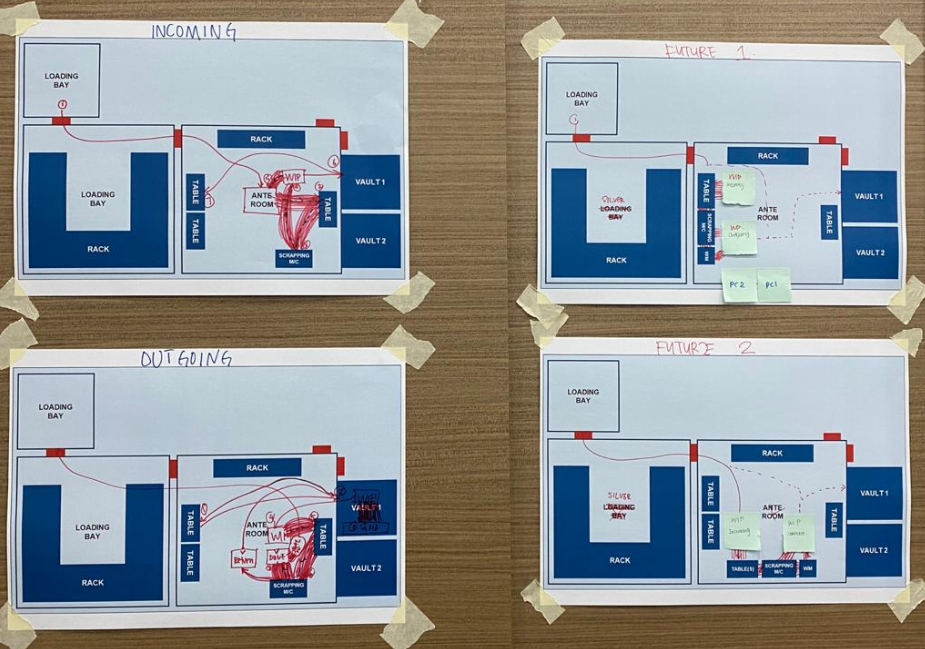 INCOMING
LOADING
BAY
1
RACK
LOADING
BAY
RACK
TABLE
TABLE
ANTE
ROOM
WIP
TABLE
SCRAPPING
M/C
VAULT 1
VAULT 2
FUTURE 1
LOADING
BAY
RACK
SILVER
LOADING
BAY
RACK
TABLE
SCRAPPING
M/C
WM
WIP
Incoming
WIP
Outgoing
ANTE
ROOM
TABLE
VAULT 1
VAULT 2
PC2
PC1
OUTGOING
LOADING
BAY
RACK
LOADING
BAY
RACK
TABLE
TABLE
ANTE
ROOM
WIP
TABLE
SCRAPPING
M/C
VAULT 1
VAULT 2
FUTURE 2
LOADING
BAY
RACK
SILVER
LOADING
BAY
RACK
TABLE
TABLE
ANTE
ROOM
WIP
Incoming
WIP
TABLE
TABLE(S)
SCRAPPING
M/C
WM
VAULT 1
VAULT 2